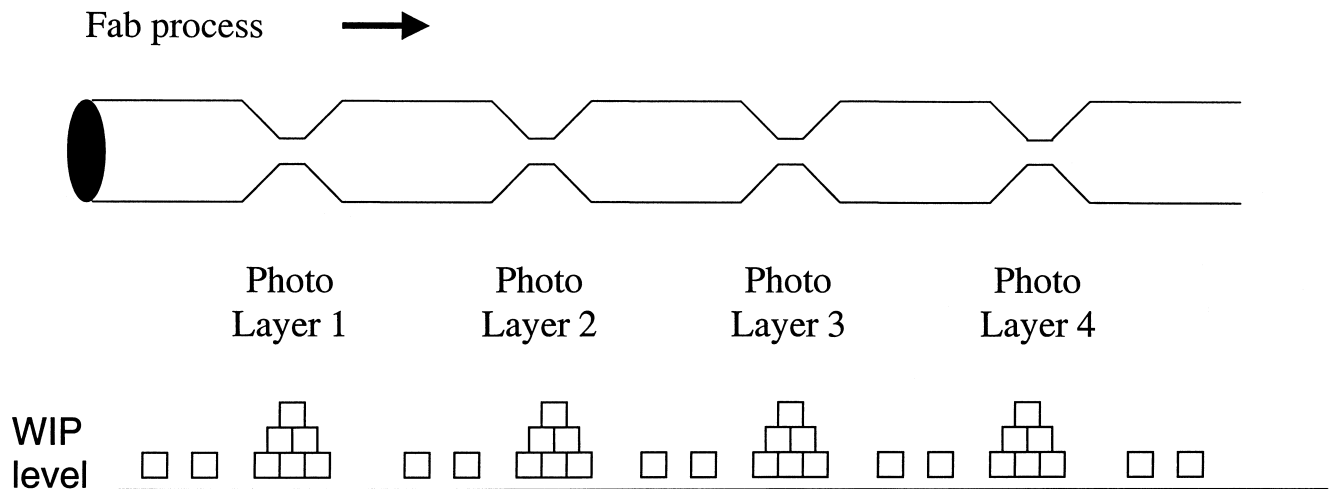 Fab process
Photo
Layer 1
Photo
Layer 2
Photo
Layer 3
Photo
Layer 4
WIP
level